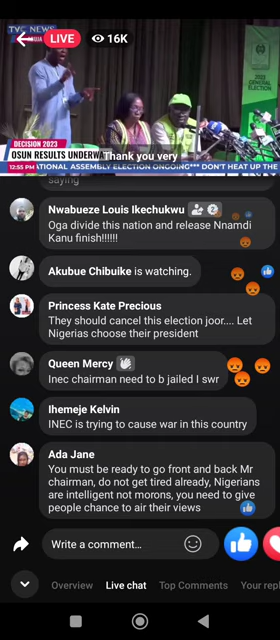 TVC NEWS
LIVE
16K
2023
GENERAL
ELECTION
DECISION 2023
OSUN RESULTS UNDERW
Thank you very
12:55 PM
ATIONAL ASSEMBLY ELECTION ONGOING*** DON'T HEAT UP THE
saying
Nwabueze Louis Ikechukwu
Oga divide this nation and release Nnamdi
Kanu finish!!!!!!
Akubue Chibuike is watching.
Princess Kate Precious
They should cancel this election joor.... Let
Nigerias choose their president
Queen Mercy
Inec chairman need to b jailed I swr
Ihemeje Kelvin
INEC is trying to cause war in this country
Ada Jane
You must be ready to go front and back Mr
chairman, do not get tired already, Nigerians
are intelligent not morons, you need to give
people chance to air their views
Write a comment...
Overview Live chat Top Comments Your repl